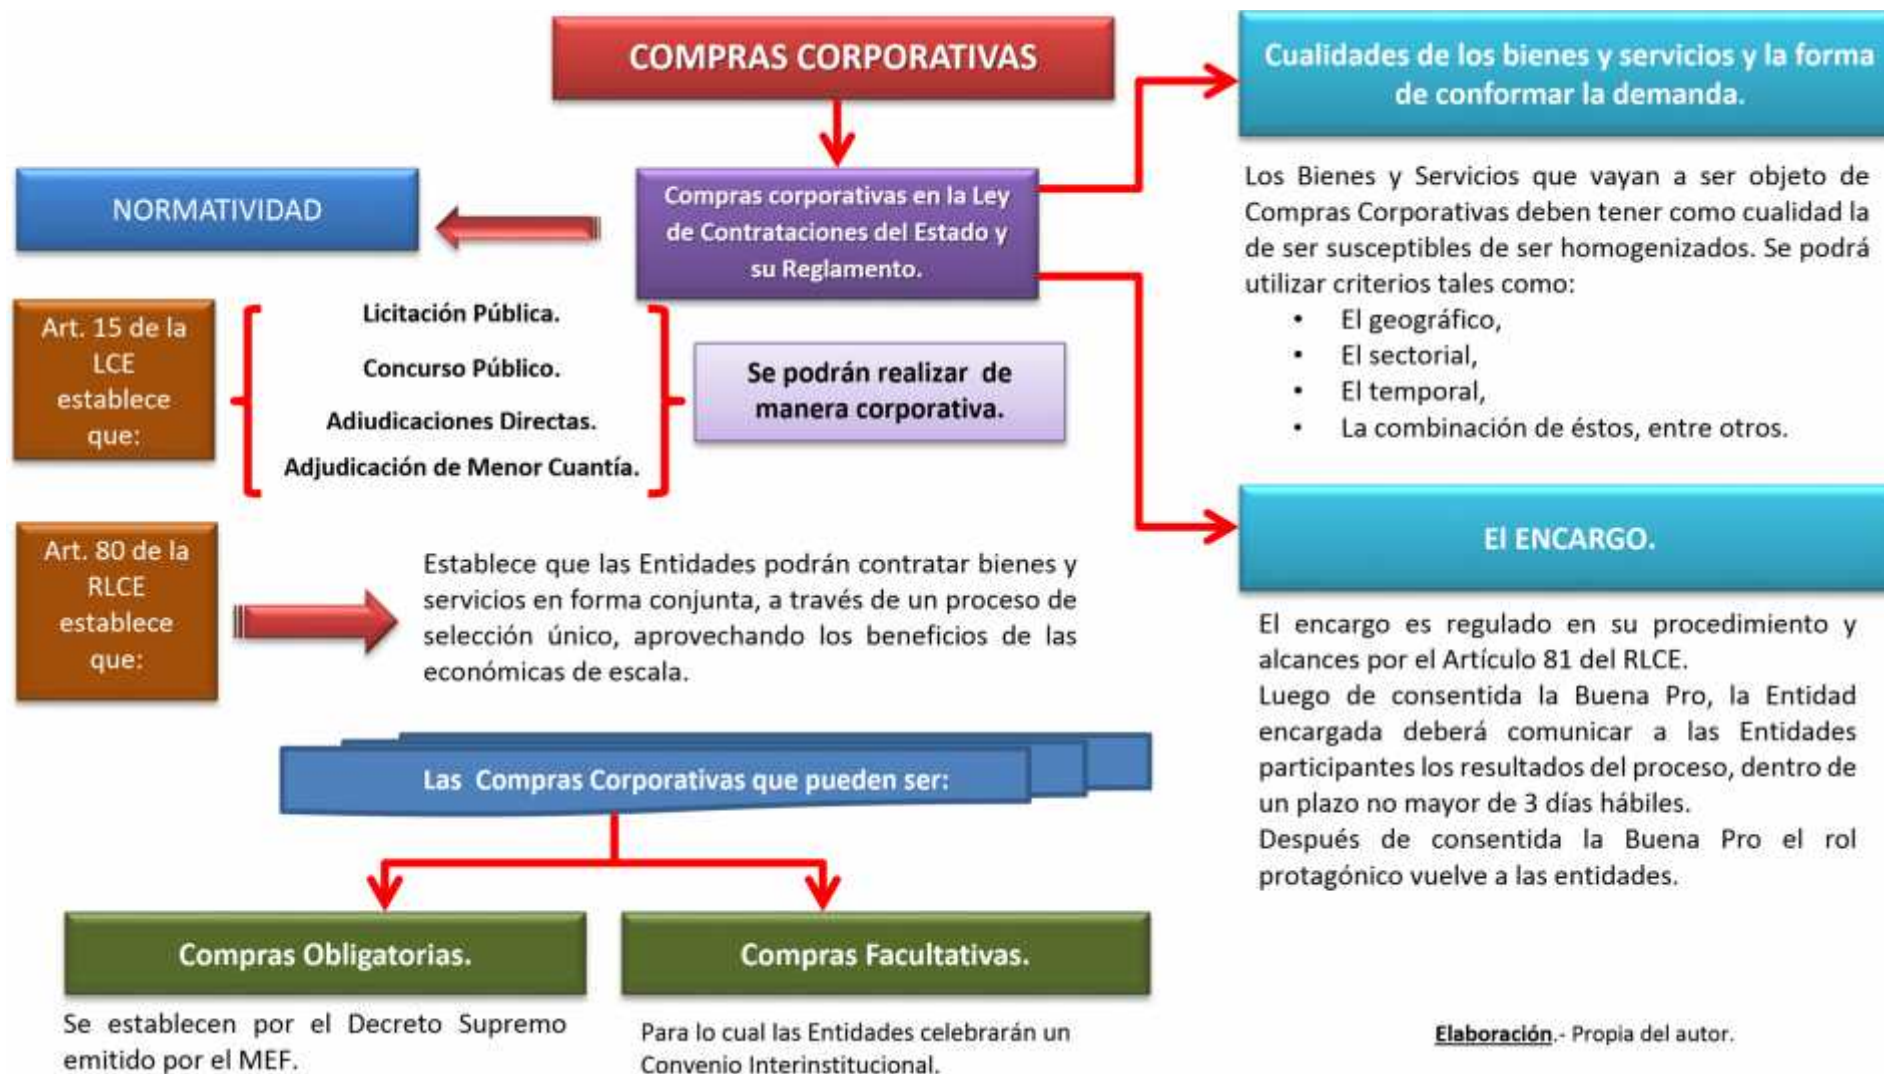 COMPRAS CORPORATIVAS
Compras corporativas en la Ley
de Contrataciones del Estado y
su Reglamento.
NORMATIVIDAD
Art. 15 de la
LCE
establece
que:
Licitación Pública.
Concurso Público.
Adiudicaciones Directas.
Adjudicación de Menor Cuantía.
Se podrán realizar de
manera corporativa.
Art. 80 de la
RLCE
establece
que:
Establece que las Entidades podrán contratar bienes y
servicios en forma conjunta, a través de un proceso de
selección único, aprovechando los beneficios de las
económicas de escala.
Las Compras Corporativas que pueden ser:
Compras Obligatorias.
Se establecen por el Decreto Supremo
emitido por el MEF.
Compras Facultativas.
Para lo cual las Entidades celebrarán un
Convenio Interinstitucional.
Cualidades de los bienes y servicios y la forma
de conformar la demanda.
Los Bienes y Servicios que vayan a ser objeto de
Compras Corporativas deben tener como cualidad la
de ser susceptibles de ser homogenizados. Se podrá
utilizar criterios tales como:
• El geográfico,
• El sectorial,
• El temporal,
• La combinación de éstos, entre otros.
El ENCARGO.
El encargo es regulado en su procedimiento y
alcances por el Artículo 81 del RLCE.
Luego de consentida la Buena Pro, la Entidad
encargada deberá comunicar a las Entidades
participantes los resultados del proceso, dentro de
un plazo no mayor de 3 días hábiles.
Después de consentida la Buena Pro el rol
protagónico vuelve a las entidades.
Elaboración.- Propia del autor.